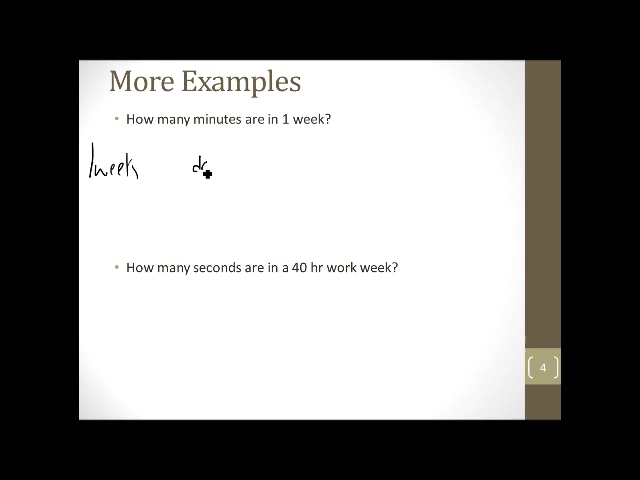 More Examples
• How many minutes are in 1 week?
1week
• How many seconds are in a 40 hr work week?
4